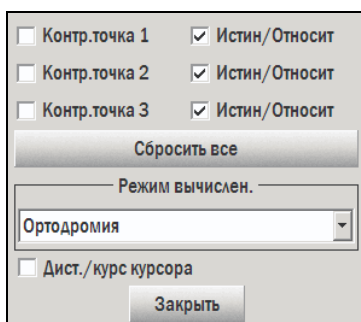 Контр.точка 1 Истин/Относит
Контр.точка 2 Истин/Относит
Контр.точка 3 Истин/Относит
Сбросить все
Режим вычислен.
Ортодромия
Дист./курс курсора
Закрыть